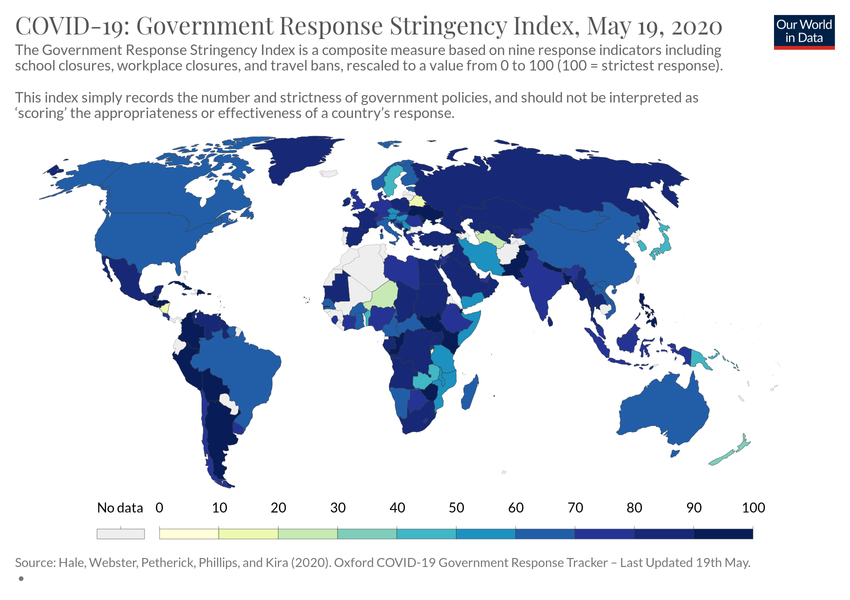 COVID-19: Government Response Stringency Index, May 19, 2020
Our World
in Data
The Government Response Stringency Index is a composite measure based on nine response indicators including
school closures, workplace closures, and travel bans, rescaled to a value from 0 to 100 (100 = strictest response).
This index simply records the number and strictness of government policies, and should not be interpreted as
‘scoring’ the appropriateness or effectiveness of a country’s response.
No data 0 10 20 30 40 50 60 70 80 90 100
Source: Hale, Webster, Petherick, Phillips, and Kira (2020). Oxford COVID-19 Government Response Tracker – Last Updated 19th May.
•